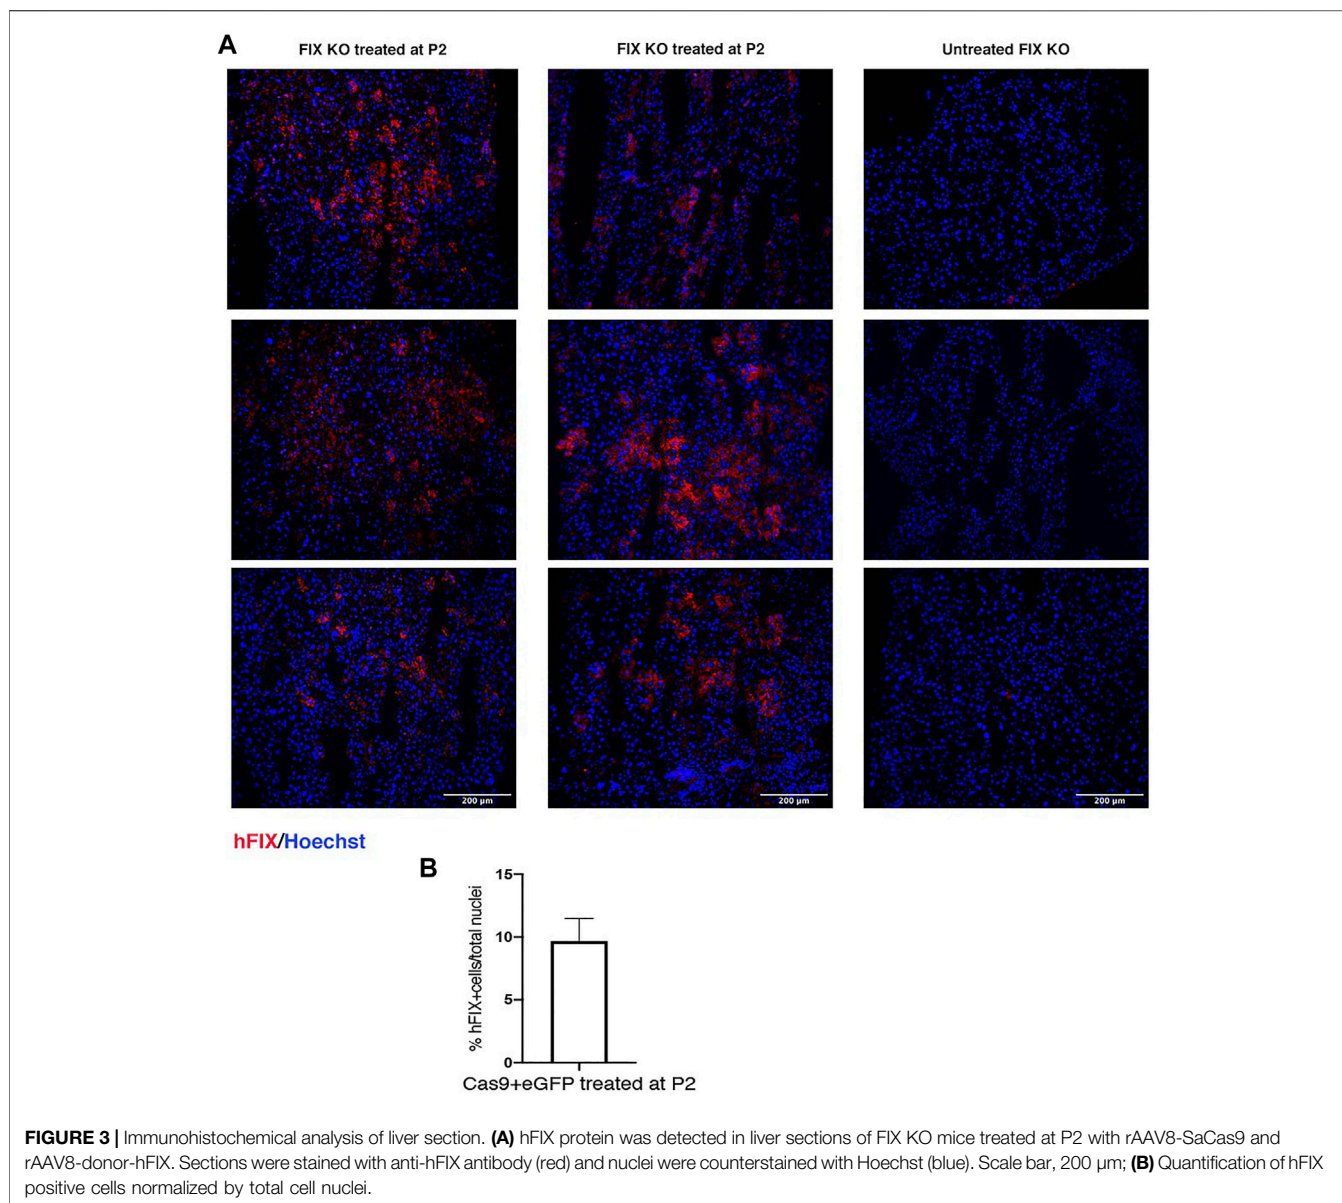 A
FIX KO treated at P2
FIX KO treated at P2
Untreated FIX KO
200 µm
200 µm
200 µm
hFIX/Hoechst
B
% hFIX+cells/total nuclei
15
10
5
0
Cas9+eGFP treated at P2
FIGURE 3 | Immunohistochemical analysis of liver section. (A) hFIX protein was detected in liver sections of FIX KO mice treated at P2 with rAAV8-SaCas9 and
rAAV8-donor-hFIX. Sections were stained with anti-hFIX antibody (red) and nuclei were counterstained with Hoechst (blue). Scale bar, 200 µm; (B) Quantification of hFIX
positive cells normalized by total cell nuclei.